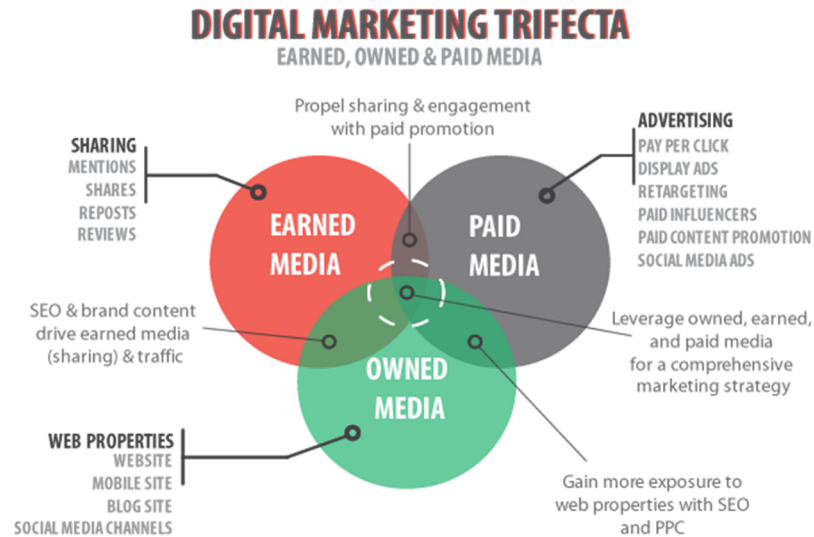 DIGITAL MARKETING TRIFECTA
EARNED, OWNED & PAID MEDIA
Propel sharing & engagement
with paid promotion
SHARING
MENTIONS
SHARES
REPOSTS
REVIEWS
ADVERTISING
PAY PER CLICK
DISPLAY ADS
RETARGETING
PAID INFLUENCERS
PAID CONTENT PROMOTION
SOCIAL MEDIA ADS
EARNED
MEDIA
PAID
MEDIA
SEO & brand content
drive earned media
(sharing) & traffic
Leverage owned, earned,
and paid media
for a comprehensive
marketing strategy
OWNED
MEDIA
WEB PROPERTIES
WEBSITE
MOBILE SITE
BLOG SITE
SOCIAL MEDIA CHANNELS
Gain more exposure to
web properties with SEO
and PPC